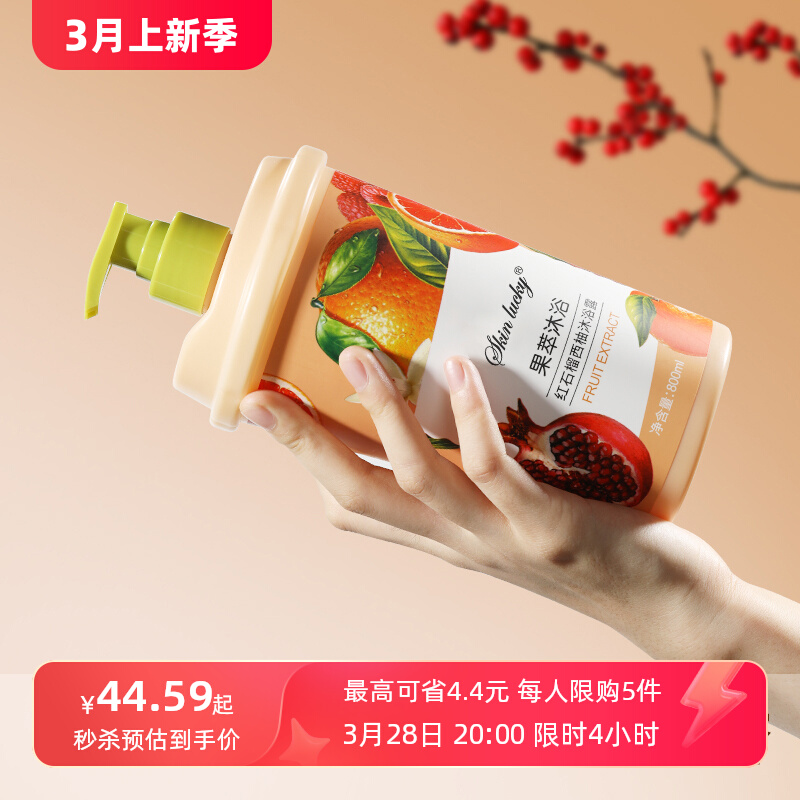 3月上新季
Skin lucky®
果萃沐浴
红石榴西柚沐浴露
FRUIT EXTRACT
净含量:800ml
¥44.59起
秒杀预估到手价
最高可省4.4元 每人限购5件
3月28日 20:00 限时4小时